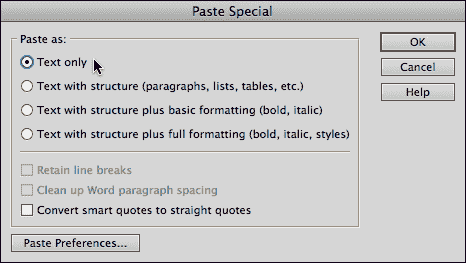 Paste Special
Paste as:
Text only
Text with structure (paragraphs, lists, tables, etc.)
Text with structure plus basic formatting (bold, italic)
Text with structure plus full formatting (bold, italic, styles)
Retain line breaks
Clean up Word paragraph spacing
Convert smart quotes to straight quotes
Paste Preferences...
OK
Cancel
Help